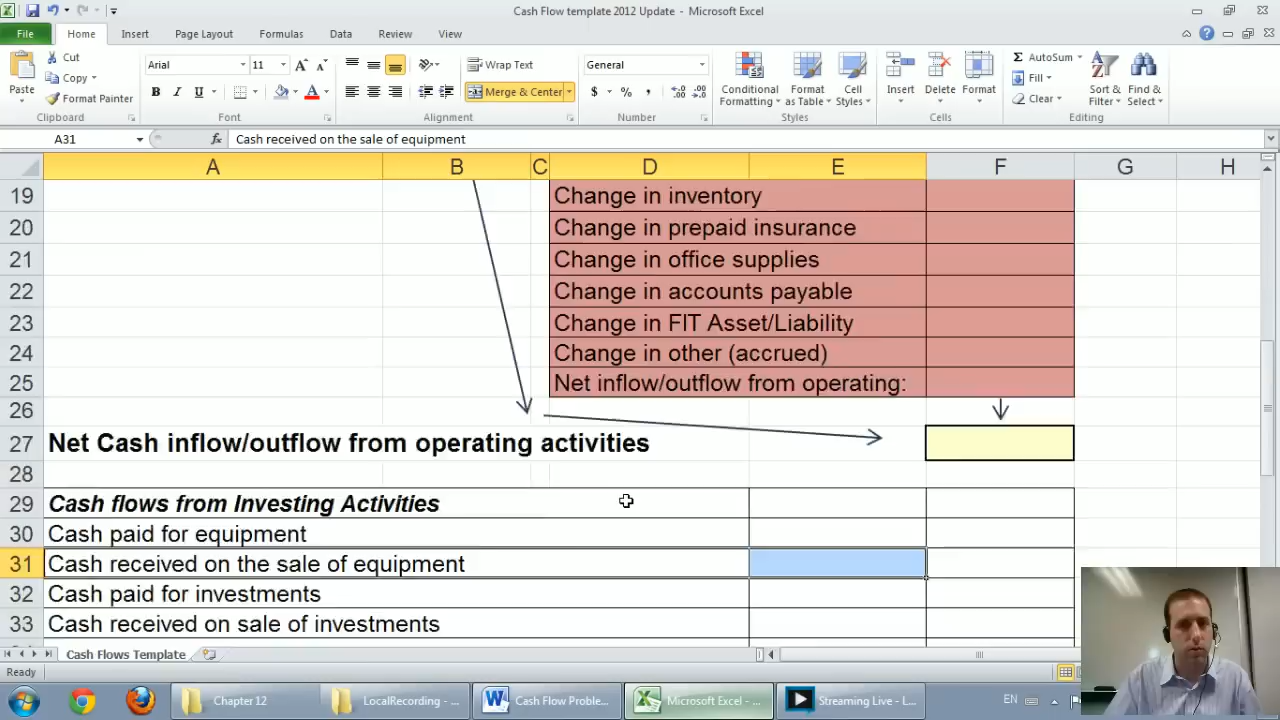 Cash Flow template 2012 Update - Microsoft Excel
File Home Insert Page Layout Formulas Data Review View
Paste
Cut
Copy
Format Painter
Clipboard
Arial 11
B I U
Font
Wrap Text
Merge & Center
Alignment
General
$ % ,
Number
Conditional Formatting
Format as Table
Cell Styles
Styles
Insert Delete Format
Cells
Σ AutoSum
Fill
Clear
Sort & Filter
Find & Select
Editing
A31 fx Cash received on the sale of equipment
A B C D E F G H
19 Change in inventory
20 Change in prepaid insurance
21 Change in office supplies
22 Change in accounts payable
23 Change in FIT Asset/Liability
24 Change in other (accrued)
25 Net inflow/outflow from operating:
26
27 Net Cash inflow/outflow from operating activities
28
29 Cash flows from Investing Activities
30 Cash paid for equipment
31 Cash received on the sale of equipment
32 Cash paid for investments
33 Cash received on sale of investments
Cash Flows Template
Ready
Chapter 12
LocalRecording - ...
Cash Flow Proble...
Microsoft Excel - ...
Streaming Live - L...
EN